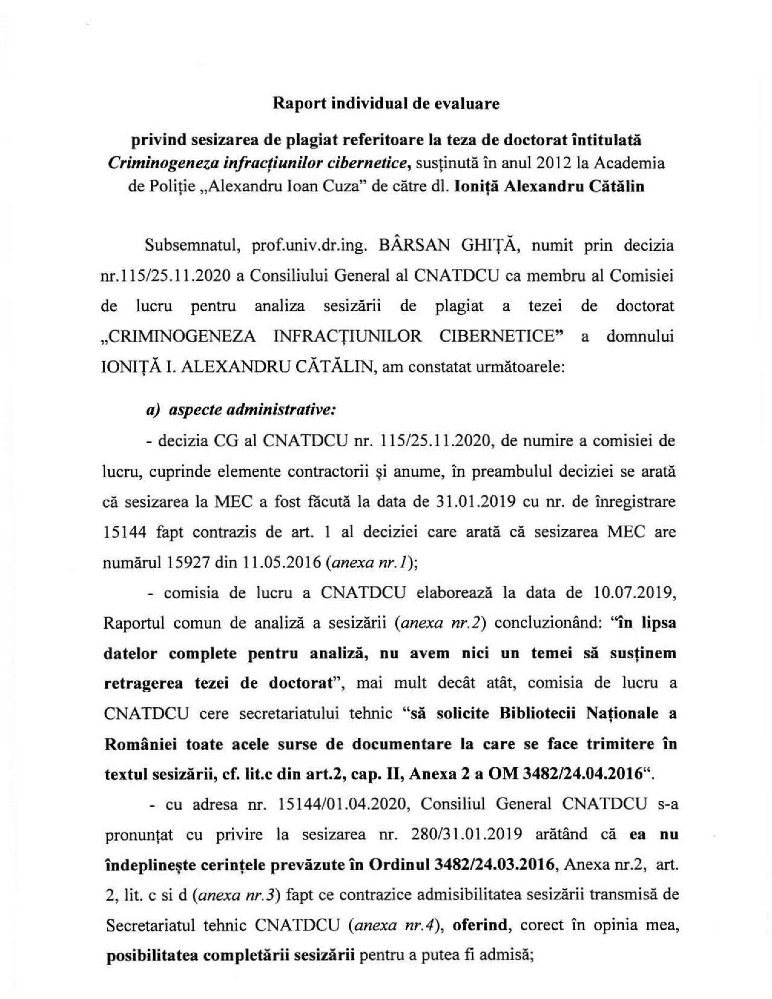 Raport individual de evaluare
privind sesizarea de plagiat referitoare la teza de doctorat întitulată
Criminogeneza infracțiunilor cibernetice, susținută în anul 2012 la Academia
de Poliție „Alexandru Ioan Cuza” de către dl. Ioniță Alexandru Cătălin
Subsemnatul, prof.univ.dr.ing. BÂRSAN GHIȚĂ, numit prin decizia
nr.115/25.11.2020 a Consiliului General al CNATDCU ca membru al Comisiei
de lucru pentru analiza sesizării de plagiat a tezei de doctorat
„CRIMINOGENEZA INFRACȚIUNILOR CIBERNETICE” a domnului
IONIȚĂ I. ALEXANDRU CĂTĂLIN, am constatat următoarele:
a) aspecte administrative:
- decizia CG al CNATDCU nr. 115/25.11.2020, de numire a comisiei de
lucru, cuprinde elemente contractorii și anume, în preambulul deciziei se arată
că sesizarea la MEC a fost făcută la data de 31.01.2019 cu nr. de înregistrare
15144 fapt contrazis de art. 1 al deciziei care arată că sesizarea MEC are
numărul 15927 din 11.05.2016 (anexa nr.1);
- comisia de lucru a CNATDCU elaborează la data de 10.07.2019,
Raportul comun de analiză a sesizării (anexa nr.2) concluzionând: “în lipsa
datelor complete pentru analiză, nu avem nici un temei să susținem
retragerea tezei de doctorat”, mai mult decât atât, comisia de lucru a
CNATDCU cere secretariatului tehnic “să solicite Bibliotecii Naționale a
României toate acele surse de documentare la care se face trimitere în
textul sesizării, cf. lit.c din art.2, cap. II, Anexa 2 a OM 3482/24.04.2016“.
- cu adresa nr. 15144/01.04.2020, Consiliul General CNATDCU s-a
pronunțat cu privire la sesizarea nr. 280/31.01.2019 arătând că ea nu
îndeplinește cerințele prevăzute în Ordinul 3482/24.03.2016, Anexa nr.2, art.
2, lit. c si d (anexa nr.3) fapt ce contrazice admisibilitatea sesizării transmisă de
Secretariatul tehnic CNATDCU (anexa nr.4), oferind, corect în opinia mea,
posibilitatea completării sesizării pentru a putea fi admisă;